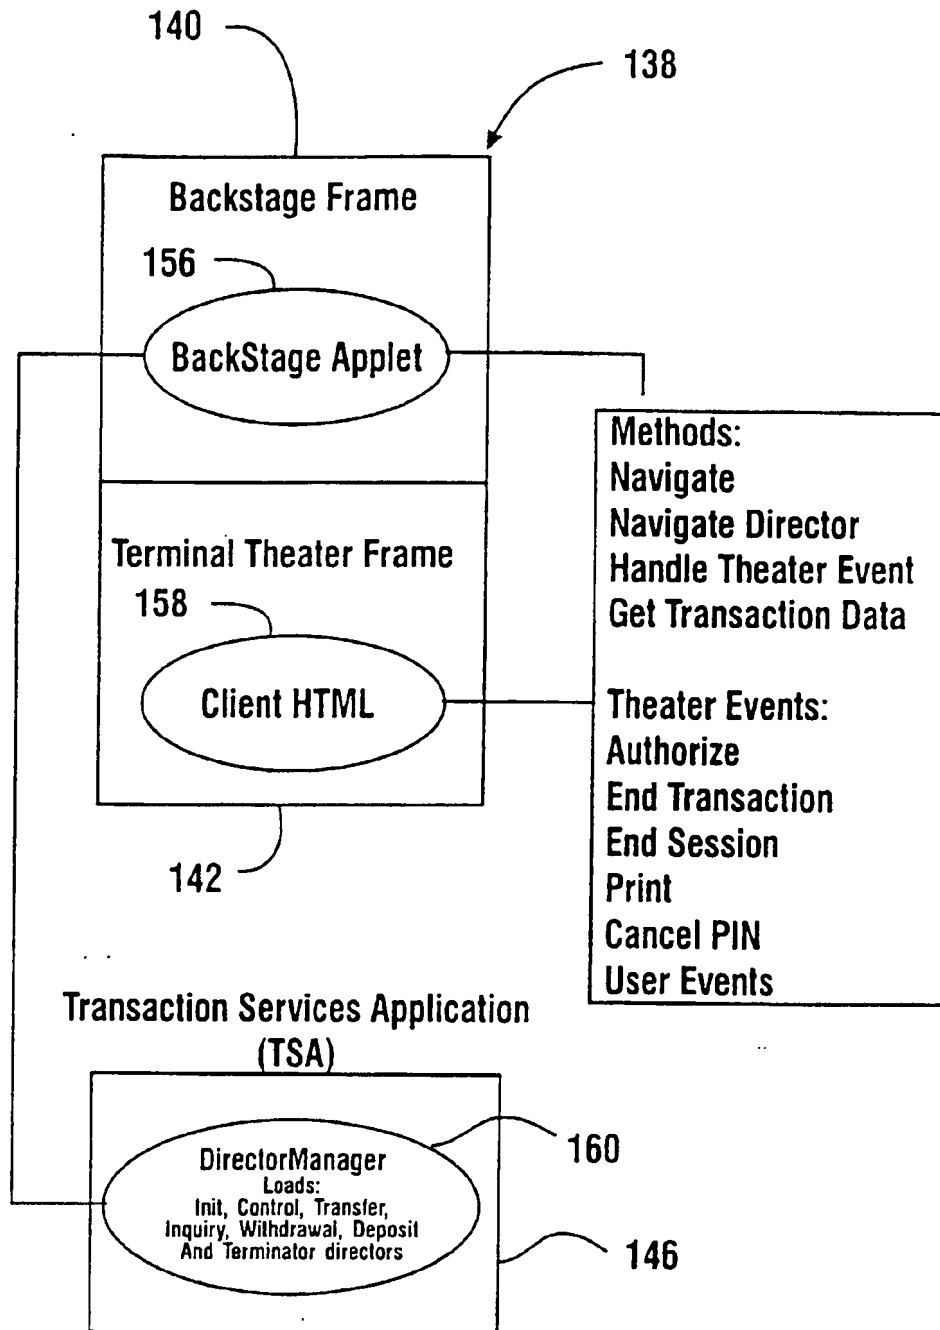 140
138
Backstage Frame
156
BackStage Applet
Methods:
Navigate
Navigate Director
Handle Theater Event
Get Transaction Data
Terminal Theater Frame
158
Client HTML
Theater Events:
Authorize
End Transaction
End Session
Print
Cancel PIN
User Events
142
Transaction Services Application
(TSA)
160
DirectorManager
Loads:
Init, Control, Transfer,
Inquiry, Wilhdrawal, Deposit
And Terminator directors
146